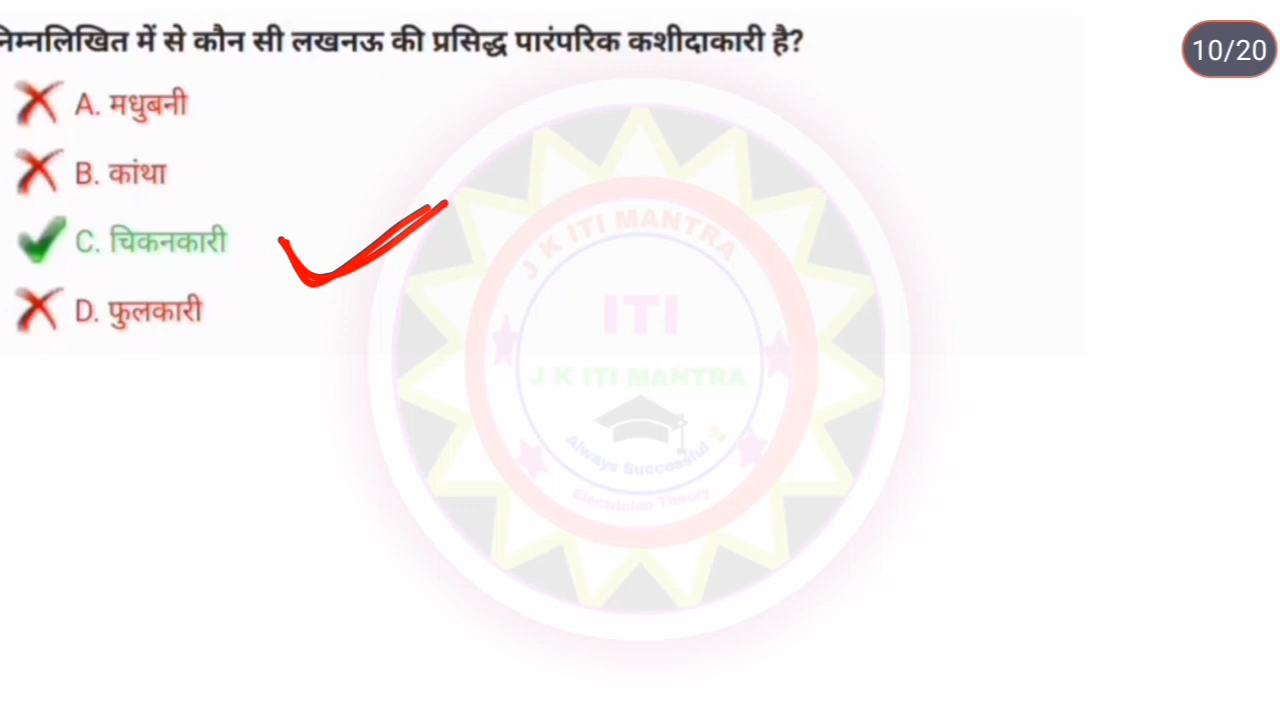 निम्नलिखित में से कौन सी लखनऊ की प्रसिद्ध पारंपरिक कशीदाकारी है?
10/20
A. मधुबनी
B. कांथा
C. चिकनकारी
D. फुलकारी
J K ITI MANTRA
ITI
J K ITI MANTRA
Always Successful
Electrician Theory